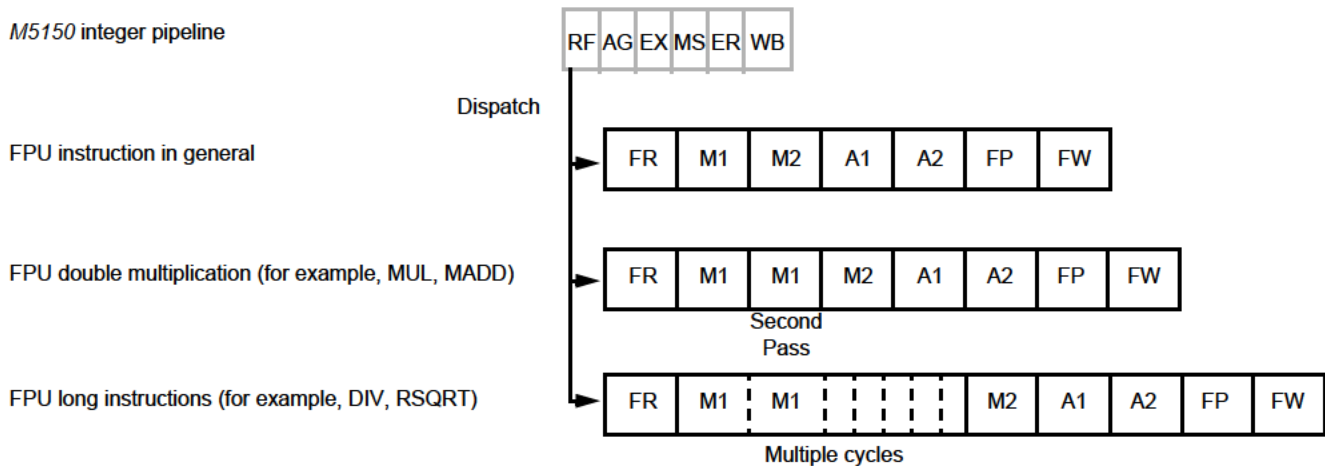 M5150 integer pipeline
RF AG EX MS ER WB
Dispatch
FPU instruction in general
FR M1 M2 A1 A2 FP FW
FPU double multiplication (for example, MUL, MADD)
FR M1 M1 M2 A1 A2 FP FW
Second
Pass
FPU long instructions (for example, DIV, RSQRT)
FR M1 M1 M2 A1 A2 FP FW
Multiple cycles